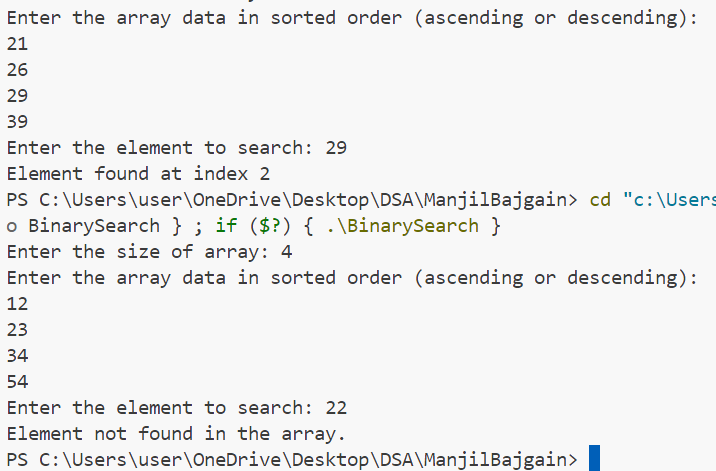 Enter the array data in sorted order (ascending or descending):
21
26
29
39
Enter the element to search: 29
Element found at index 2
PS C:\Users\user\OneDrive\Desktop\DSA\ManjilBajgain> cd "c:\Users
o BinarySearch } ; if ($?) { .\BinarySearch }
Enter the size of array: 4
Enter the array data in sorted order (ascending or descending):
12
23
34
54
Enter the element to search: 22
Element not found in the array.
PS C:\Users\user\OneDrive\Desktop\DSA\ManjilBajgain>